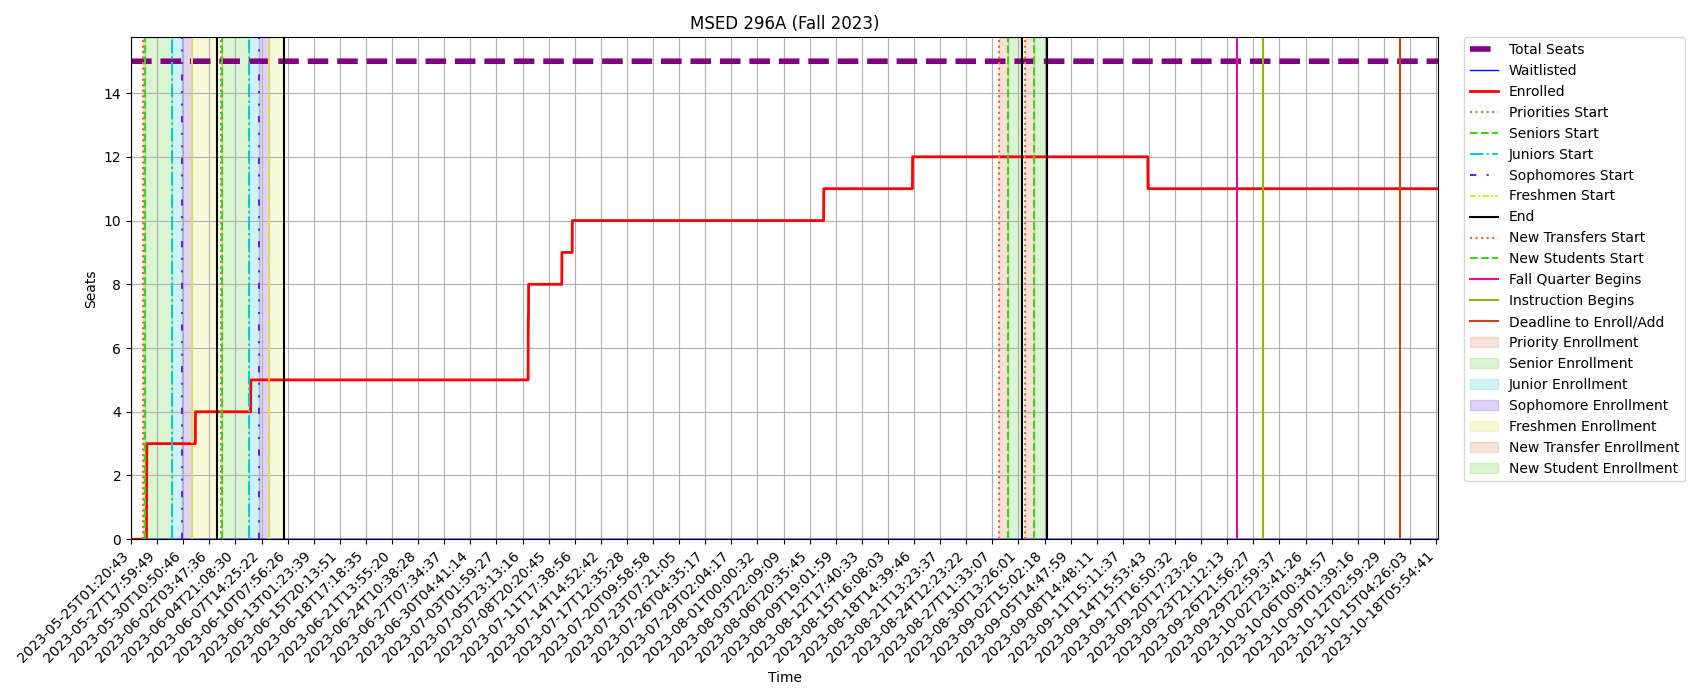 MSED 296A (Fall 2023)
Seats
14
12
10
8
6
4
2
0
2023-05-25T01:20:43
2023-05-27T17:59:49
2023-05-30T10:50:46
2023-06-02T03:47:36
2023-06-04T21:08:30
2023-06-07T14:25:22
2023-06-10T07:56:20
2023-06-13T01:23:39
2023-06-15T20:13:51
2023-06-18T17:18:35
2023-06-21T13:55:20
2023-06-24T10:38:28
2023-06-27T07:34:37
2023-06-30T04:41:14
2023-07-03T01:59:27
2023-07-05T23:13:16
2023-07-08T20:20:45
2023-07-11T17:38:56
2023-07-14T14:52:42
2023-07-17T12:35:28
2023-07-20T09:58:58
2023-07-23T07:21:05
2023-07-26T04:35:17
2023-07-29T02:04:17
2023-08-01T00:00:32
2023-08-03T22:09:09
2023-08-06T20:35:45
2023-08-09T19:01:59
2023-08-12T17:40:33
2023-08-15T16:08:03
2023-08-18T14:39:46
2023-08-21T13:23:37
2023-08-24T12:23:22
2023-08-27T11:33:07
2023-08-30T13:26:01
2023-09-02T15:02:18
2023-09-05T14:47:59
2023-09-08T14:48:11
2023-09-11T15:11:37
2023-09-14T15:53:43
2023-09-17T16:50:32
2023-09-20T17:23:26
2023-09-23T21:12:13
2023-09-26T21:56:27
2023-09-29T22:59:37
2023-10-02T23:41:26
2023-10-06T00:34:57
2023-10-09T01:39:16
2023-10-12T02:59:29
2023-10-15T04:26:03
2023-10-18T05:54:41
Time
Total Seats
Waitlisted
Enrolled
Priorities Start
Seniors Start
Juniors Start
Sophomores Start
Freshmen Start
End
New Transfers Start
New Students Start
Fall Quarter Begins
Instruction Begins
Deadline to Enroll/Add
Priority Enrollment
Senior Enrollment
Junior Enrollment
Sophomore Enrollment
Freshmen Enrollment
New Transfer Enrollment
New Student Enrollment